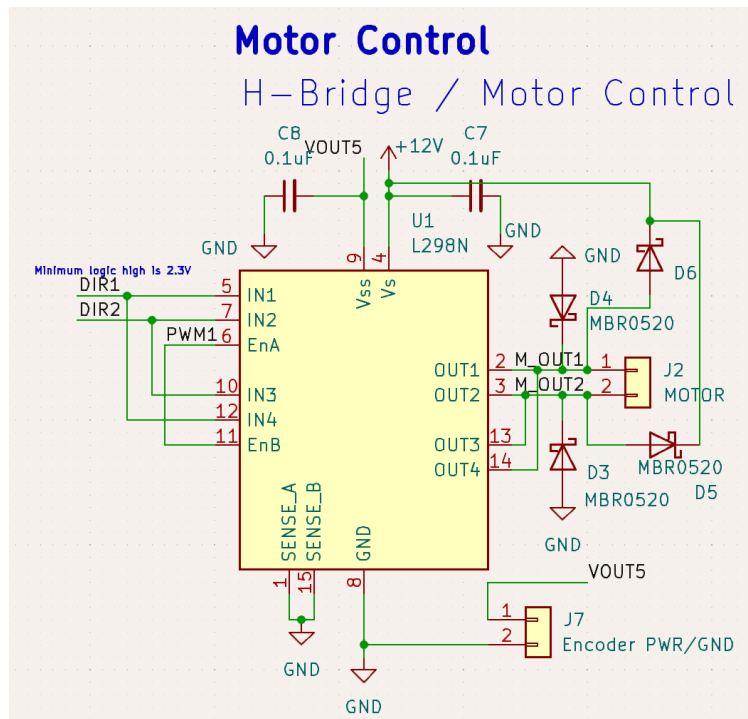 Motor Control
H-Bridge / Motor Control
C8
0.1uF
VOUT5
+12V
C7
0.1uF
GND
U1
L298N
GND
Minimum logic high is 2.3V
DIR1
DIR2
PWM1
5 IN1
7 IN2
6 EnA
10 IN3
12 IN4
11 EnB
9 Vss
4 Vs
OUT1 2
OUT2 3
OUT3 13
OUT4 14
M_OUT1
M_OUT2
GND
D4
MBR0520
D6
1 J2
2 MOTOR
D3
MBR0520
GND
MBR0520
D5
SENSE_A 1
SENSE_B 15
GND 8
GND
GND
VOUT5
1 J7
2 Encoder PWR/GND